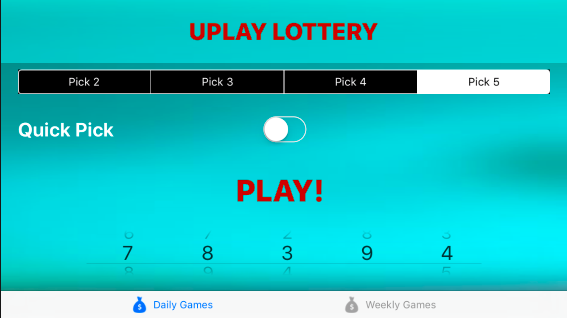 UPLAY LOTTERY
Pick 2 Pick 3 Pick 4 Pick 5
Quick Pick
PLAY!
7 8 3 9 4
Daily Games Weekly Games